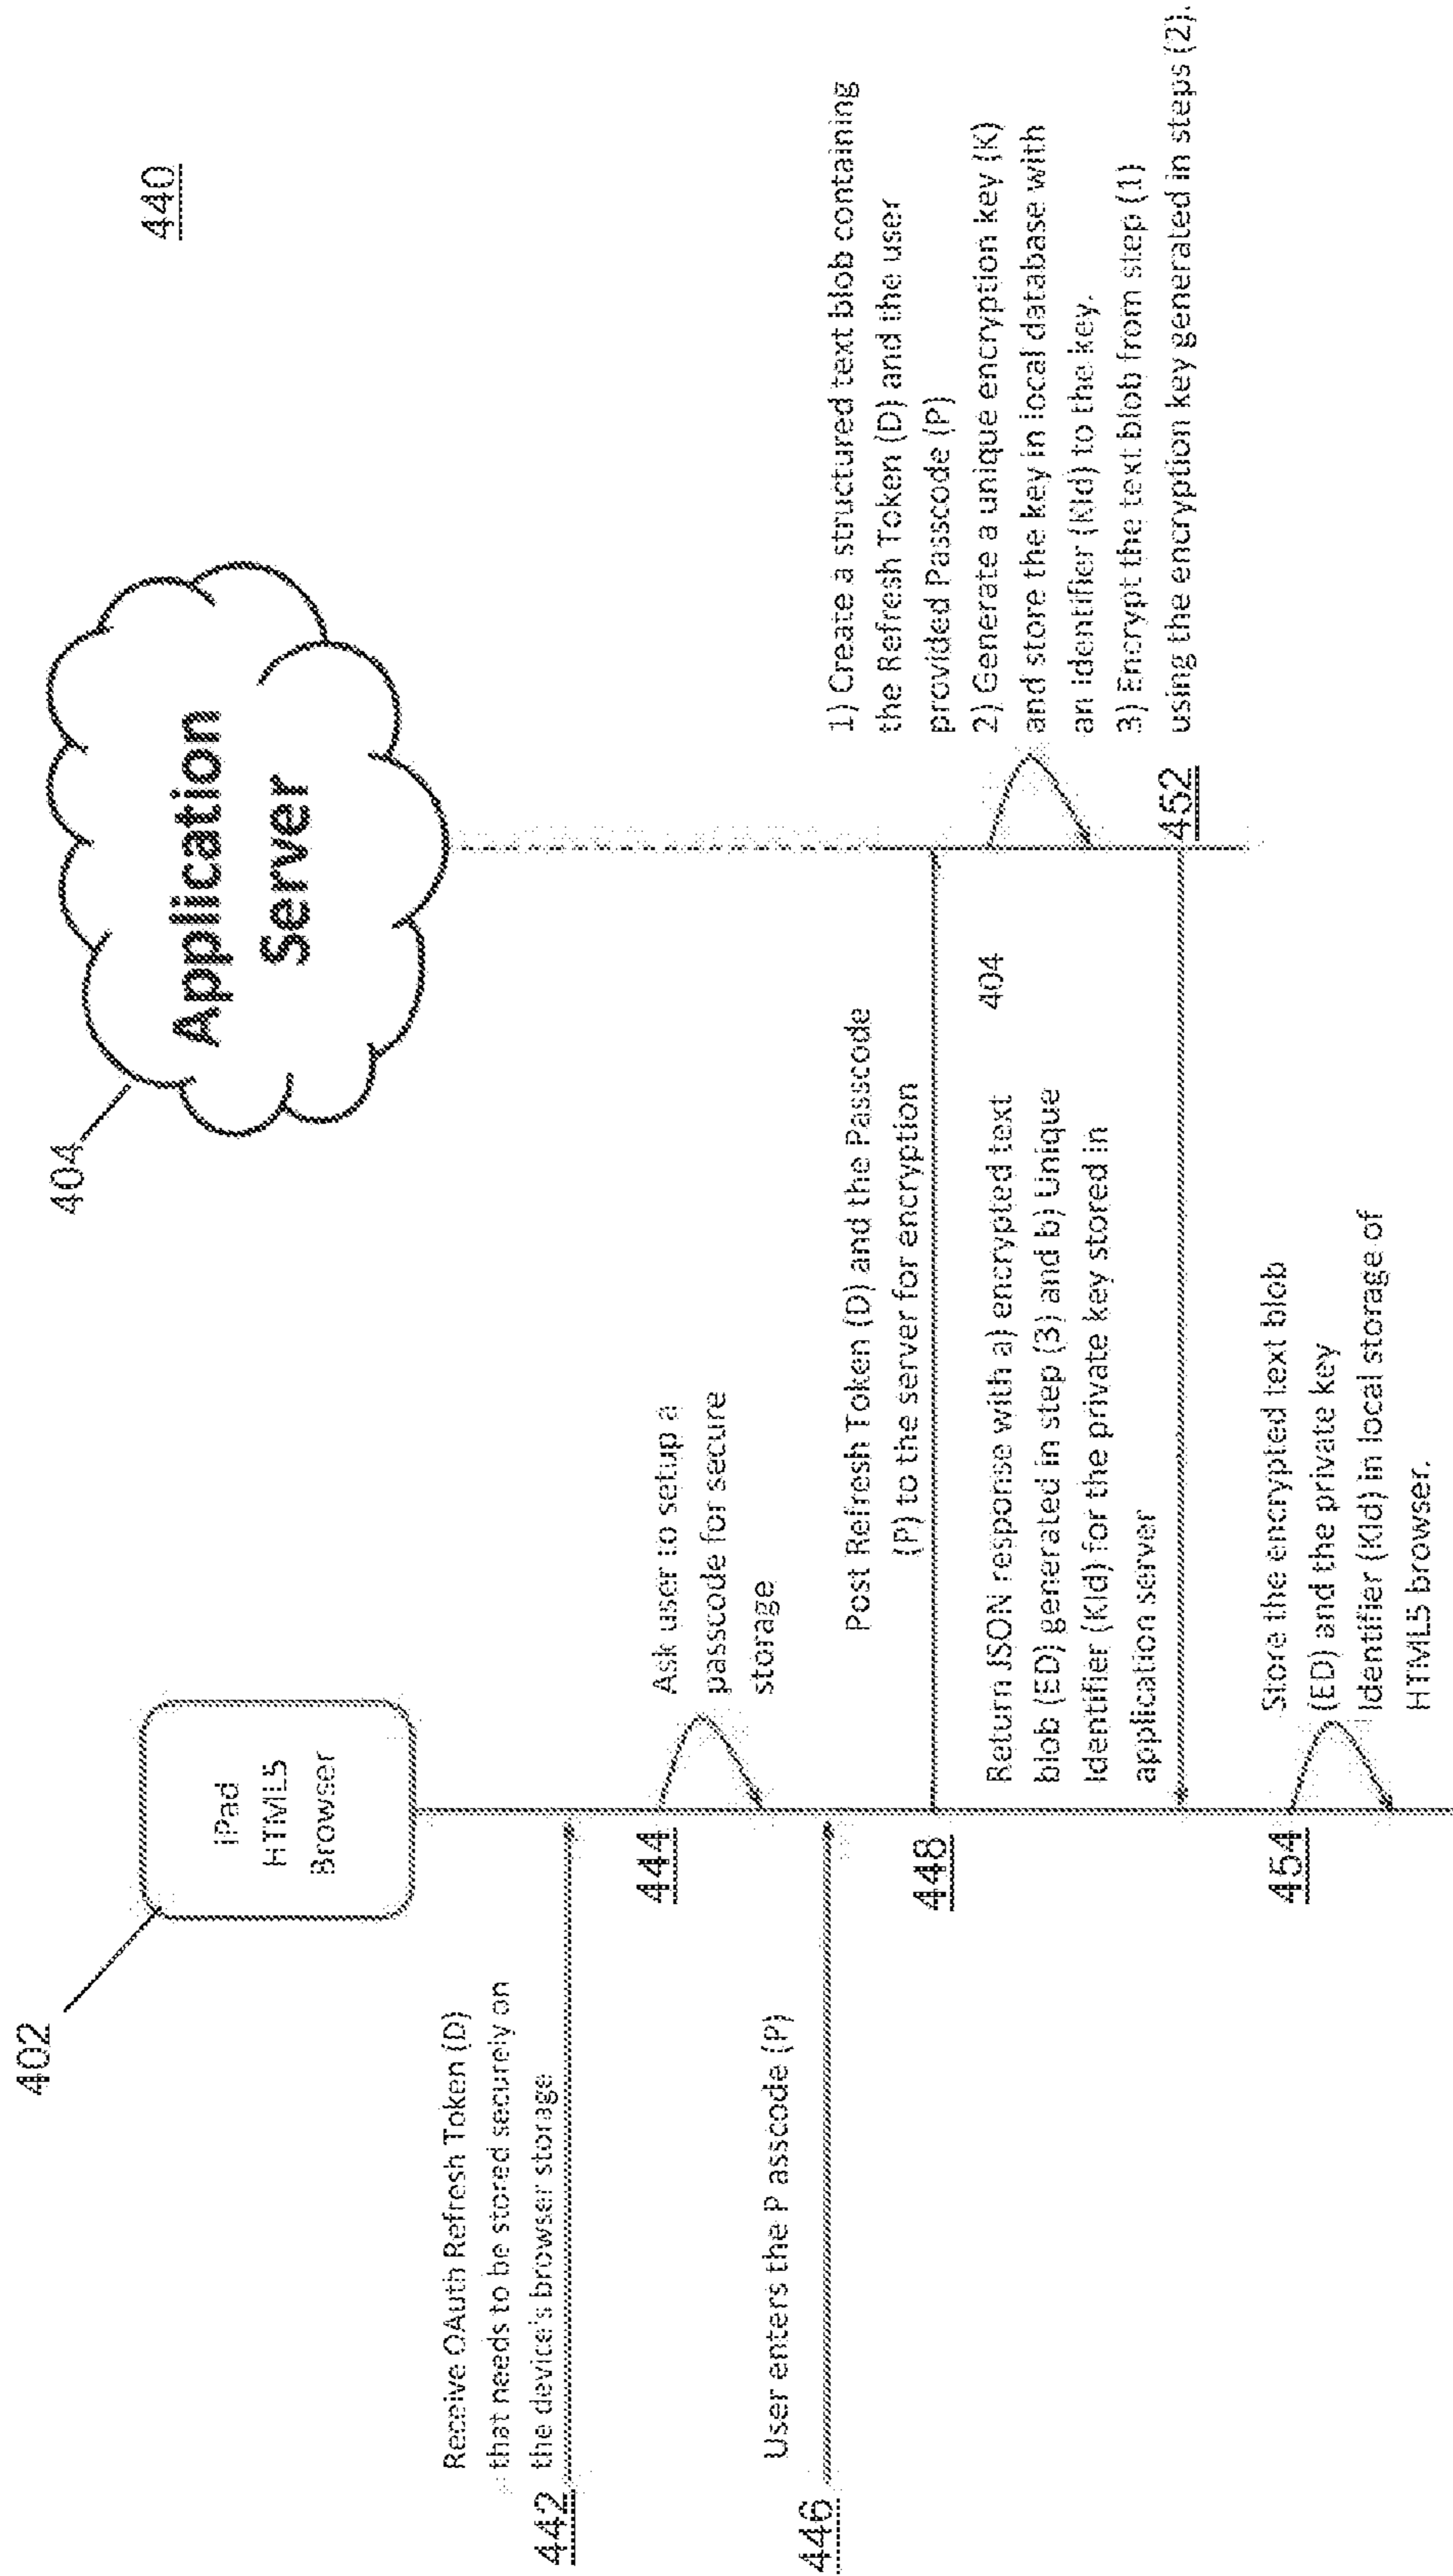 440
402
iPad
HTML5
Browser
404
Application
Server
Receive OAuth Refresh Token (D)
that needs to be stored securely on
the device's browser storage
442
444
Ask user to setup a
passcode for secure
storage
446
User enters the P asscode (P)
448
Post Refresh Token (D) and the Passcode
(P) to the server for encryption
404
1) Create a structured text blob containing
the Refresh Token (D) and the user
provided Passcode (P)
2) Generate a unique encryption key (K)
and store the key in local database with
an identifier (KId) to the key.
3) Encrypt the text blob from step (1)
using the encryption key generated in steps (2).
452
Return JSON response with a) encrypted text
blob (ED) generated in step (3) and b) Unique
Identifier (KId) for the private key stored in
application server
454
Store the encrypted text blob
(ED) and the private key
Identifier (KId) in local storage of
HTML5 browser.